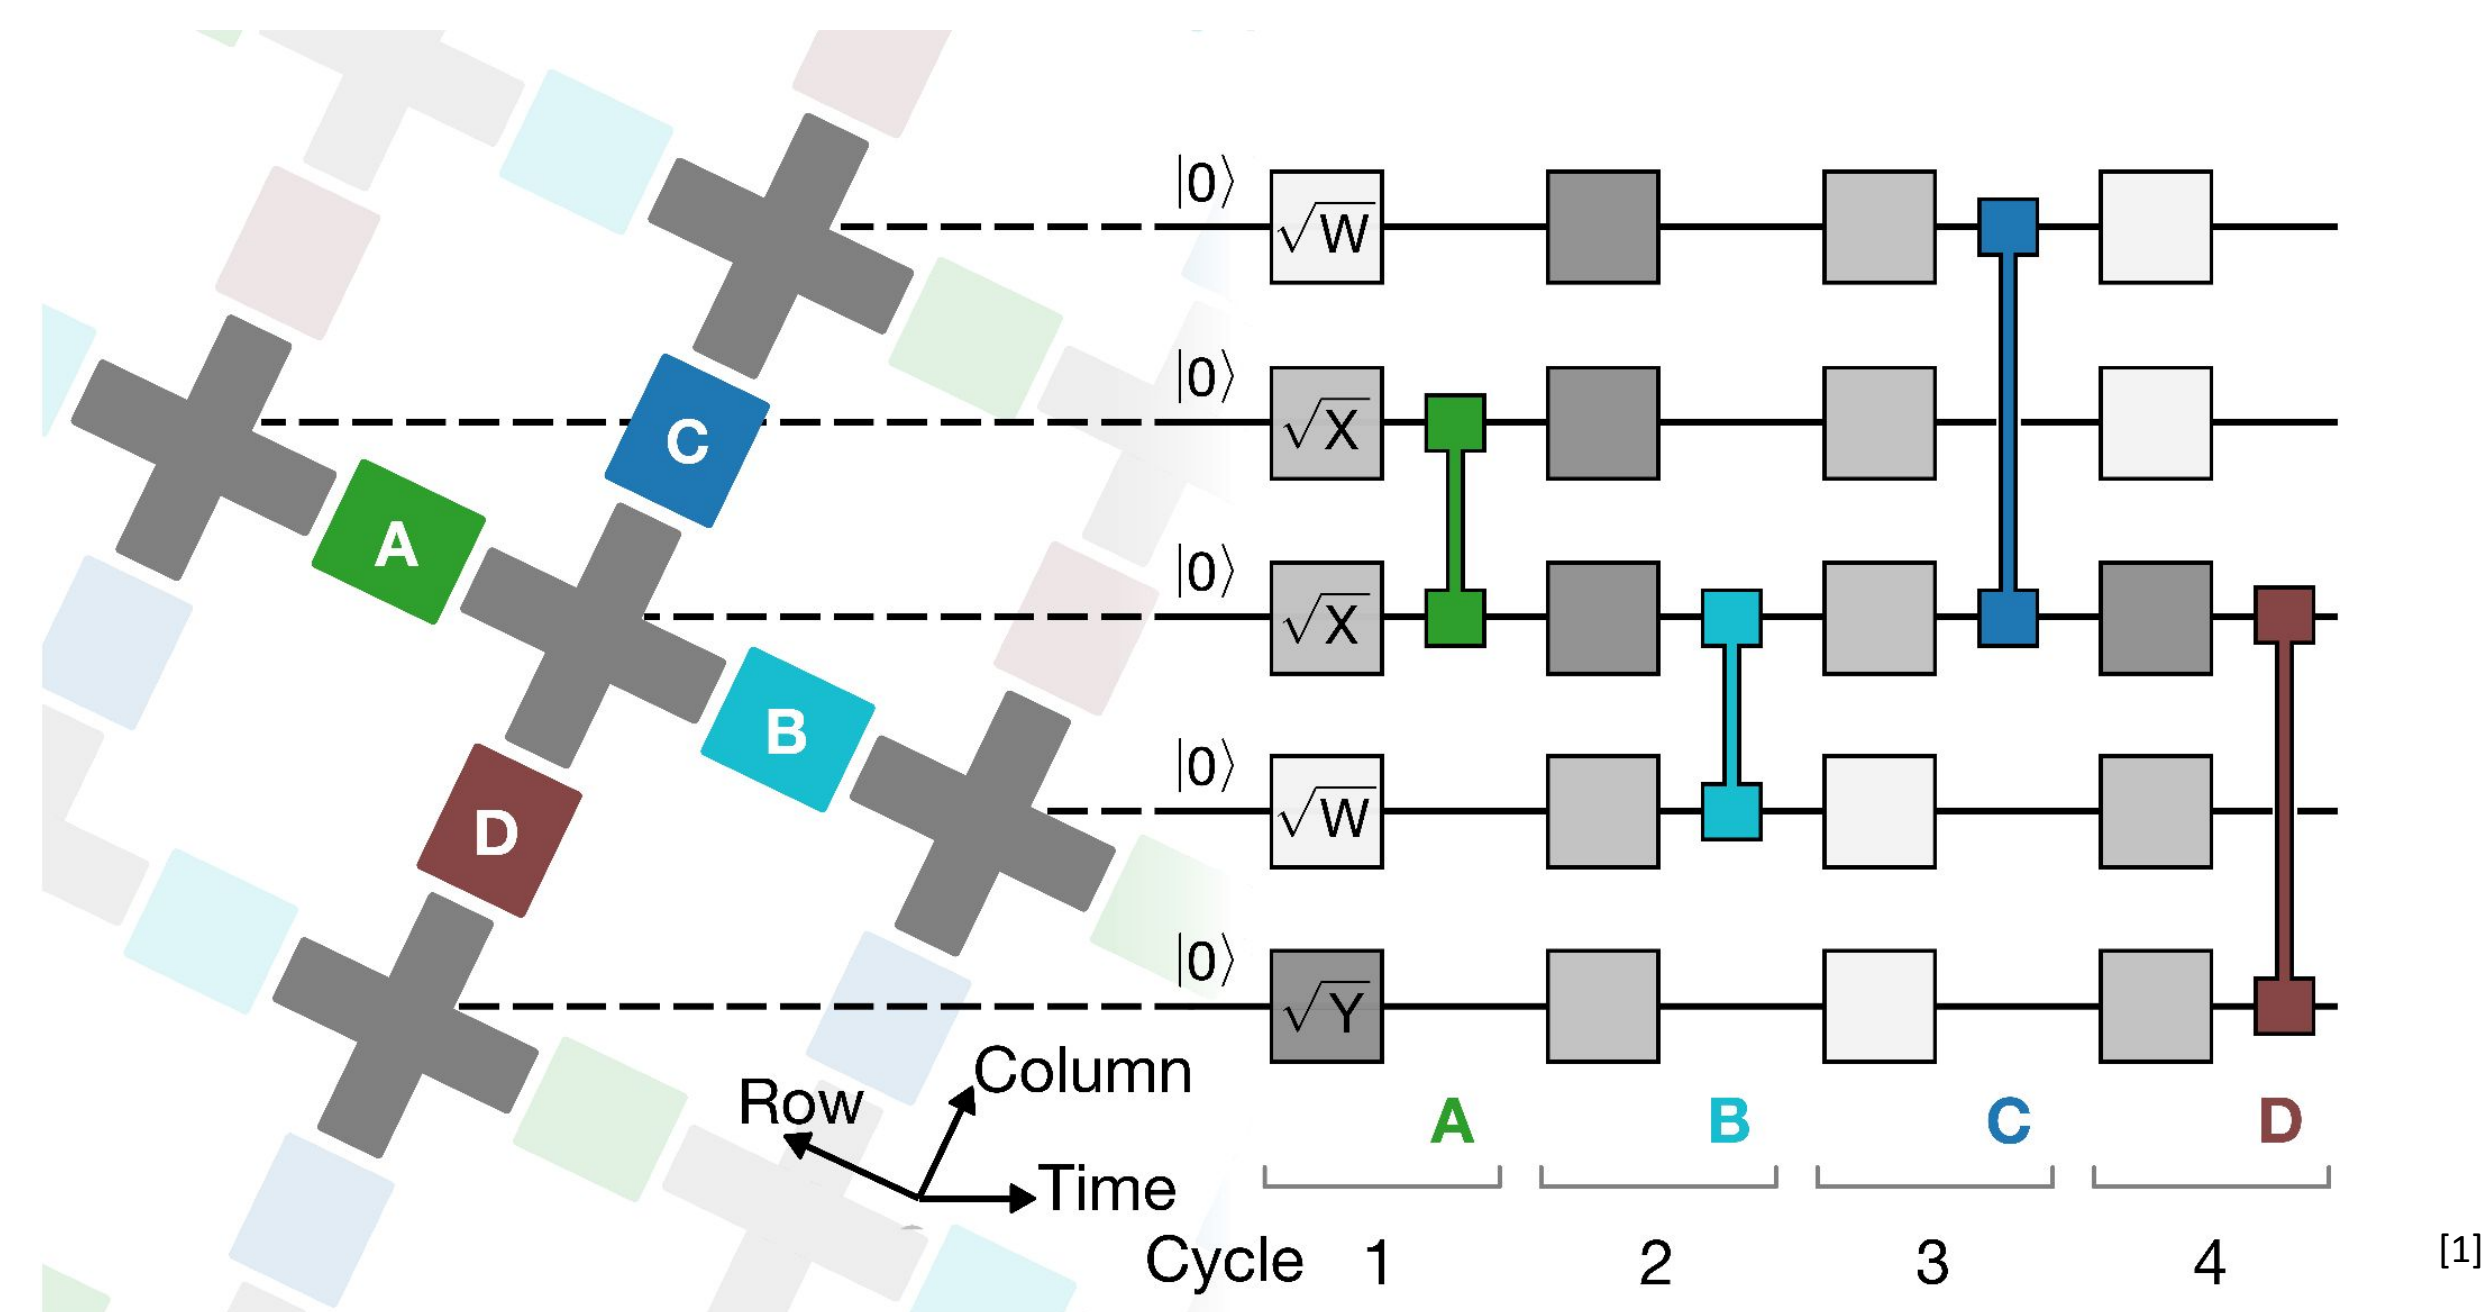 |0⟩
√W
|0⟩
√X
C
A
|0⟩
√X
B
|0⟩
√W
D
|0⟩
√Y
Column
Row
A B C D
Time
Cycle 1 2 3 4 [1]